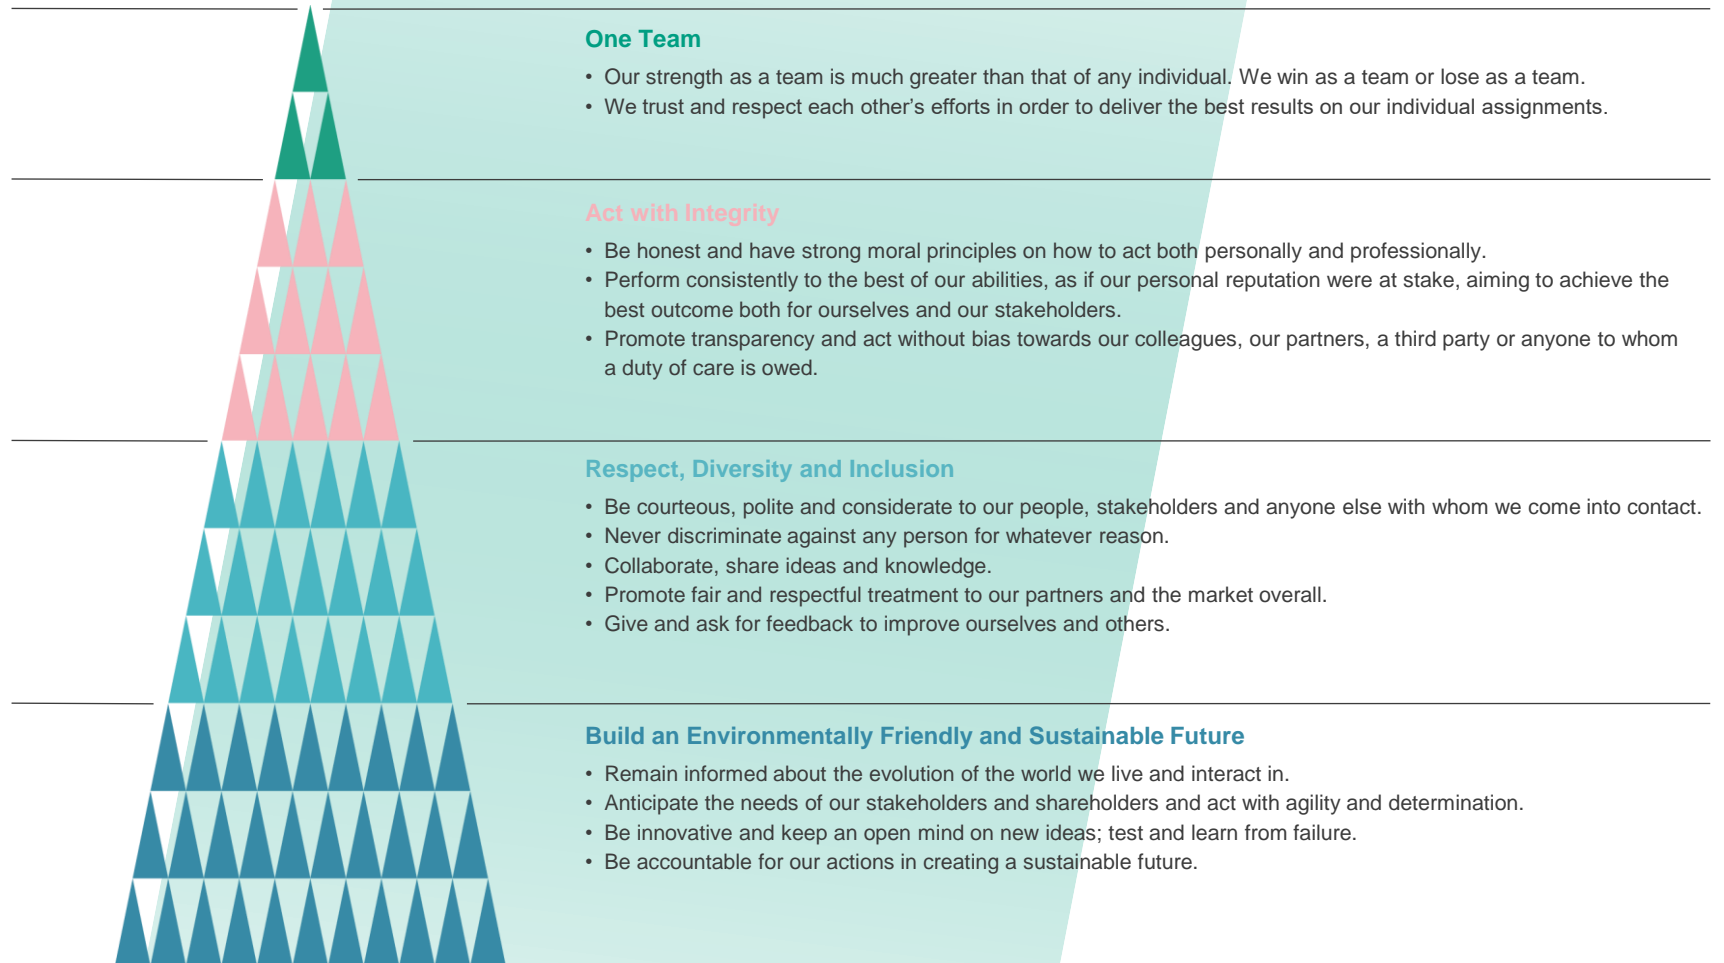 One Team
• Our strength as a team is much greater than that of any individual. We win as a team or lose as a team.
• We trust and respect each other’s efforts in order to deliver the best results on our individual assignments.
Act with Integrity
• Be honest and have strong moral principles on how to act both personally and professionally.
• Perform consistently to the best of our abilities, as if our personal reputation were at stake, aiming to achieve the
best outcome both for ourselves and our stakeholders.
• Promote transparency and act without bias towards our colleagues, our partners, a third party or anyone to whom
a duty of care is owed.
Respect, Diversity and Inclusion
• Be courteous, polite and considerate to our people, stakeholders and anyone else with whom we come into contact.
• Never discriminate against any person for whatever reason.
• Collaborate, share ideas and knowledge.
• Promote fair and respectful treatment to our partners and the market overall.
• Give and ask for feedback to improve ourselves and others.
Build an Environmentally Friendly and Sustainable Future
• Remain informed about the evolution of the world we live and interact in.
• Anticipate the needs of our stakeholders and shareholders and act with agility and determination.
• Be innovative and keep an open mind on new ideas; test and learn from failure.
• Be accountable for our actions in creating a sustainable future.